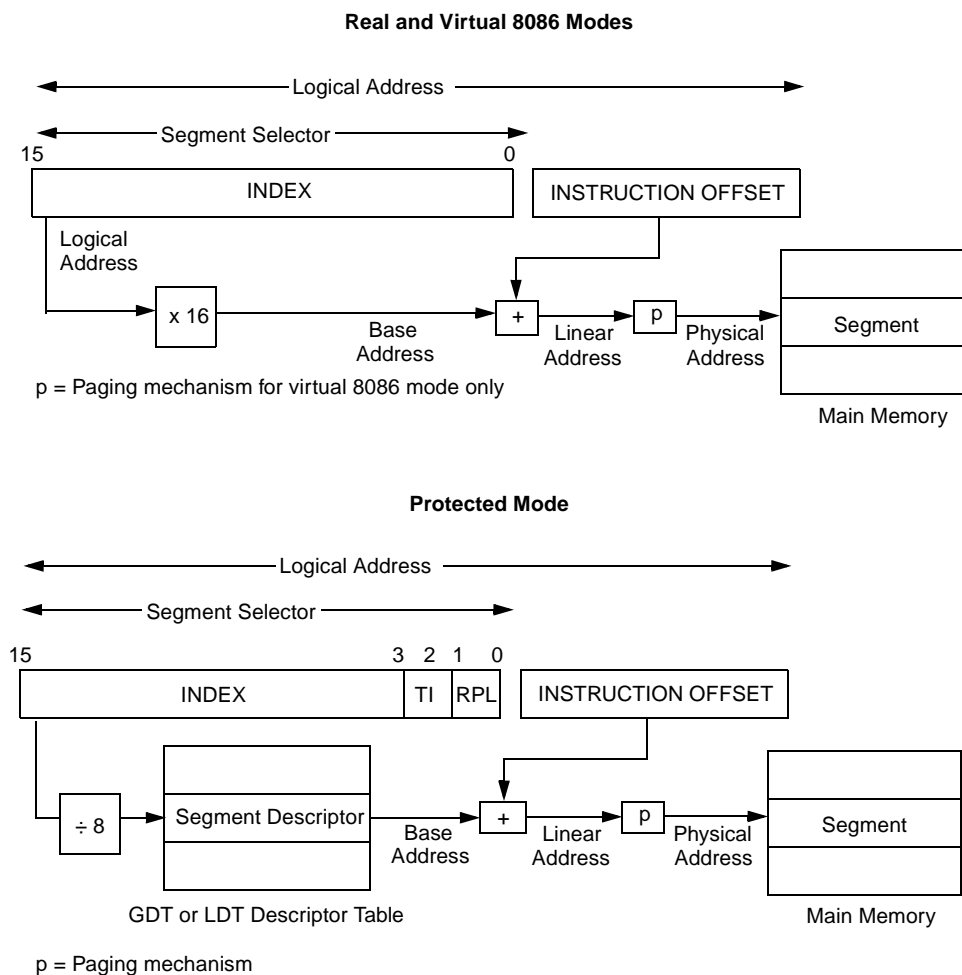 Real and Virtual 8086 Modes
Logical Address
Segment Selector
15 0
INDEX
INSTRUCTION OFFSET
Logical
Address
x 16
Base
Address
+
Linear
Address
p
Physical
Address
Segment
Main Memory
p = Paging mechanism for virtual 8086 mode only
Protected Mode
Logical Address
Segment Selector
15 3 2 1 0
INDEX
TI
RPL
INSTRUCTION OFFSET
÷ 8
Segment Descriptor
GDT or LDT Descriptor Table
Base
Address
+
Linear
Address
p
Physical
Address
Segment
Main Memory
p = Paging mechanism